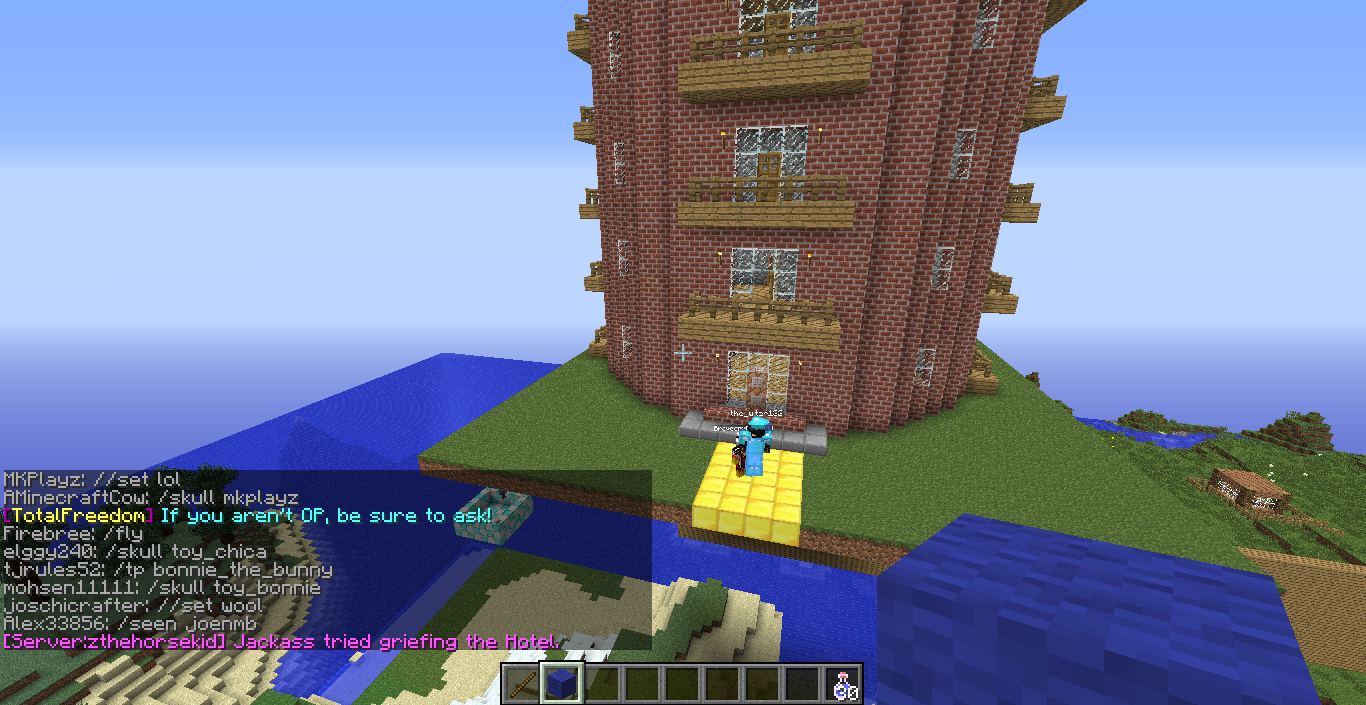 the_uter132
MKPlayz: //set lol
AMinecraftCow: /skull mkplayz
[TotalFreedom] If you aren't OP, be sure to ask!
Firebree: /fly
elggy240: /skull toy_chica
tjrules52: /tp bonnie_the_bunny
mohsen11111: /skull toy_bonnie
joschicrafter: //set wool
Alex33856: /seen joenmb
[Server:zthehorsekid] Jackass tried griefing the Hotel.